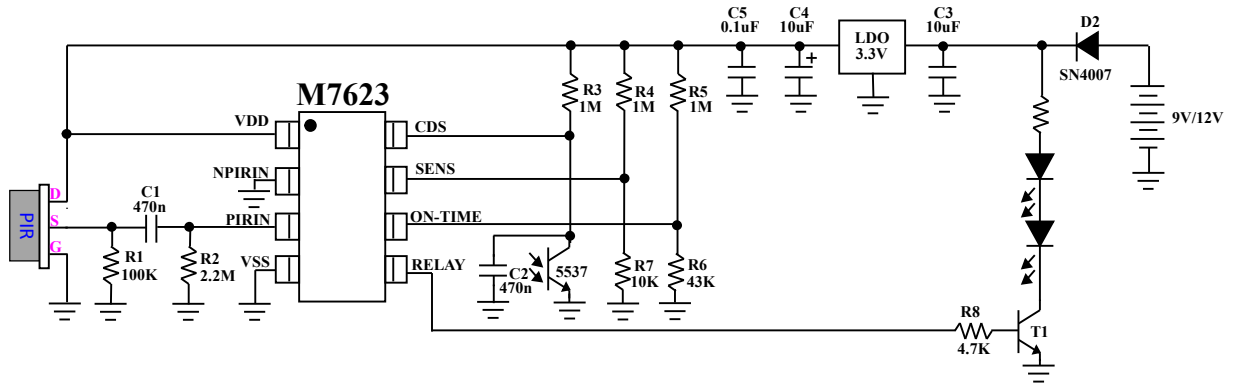 C5
0.1uF
C4
10uF
LDO
3.3V
C3
10uF
D2
SN4007
9V/12V
+
M7623
R3
1M
R4
1M
R5
1M
VDD
CDS
NPIRIN
SENS
PIRIN
ON-TIME
VSS
RELAY
PIR
D
S
G
C1
470n
R1
100K
R2
2.2M
C2
470n
5537
R7
10K
R6
43K
R8
4.7K
T1